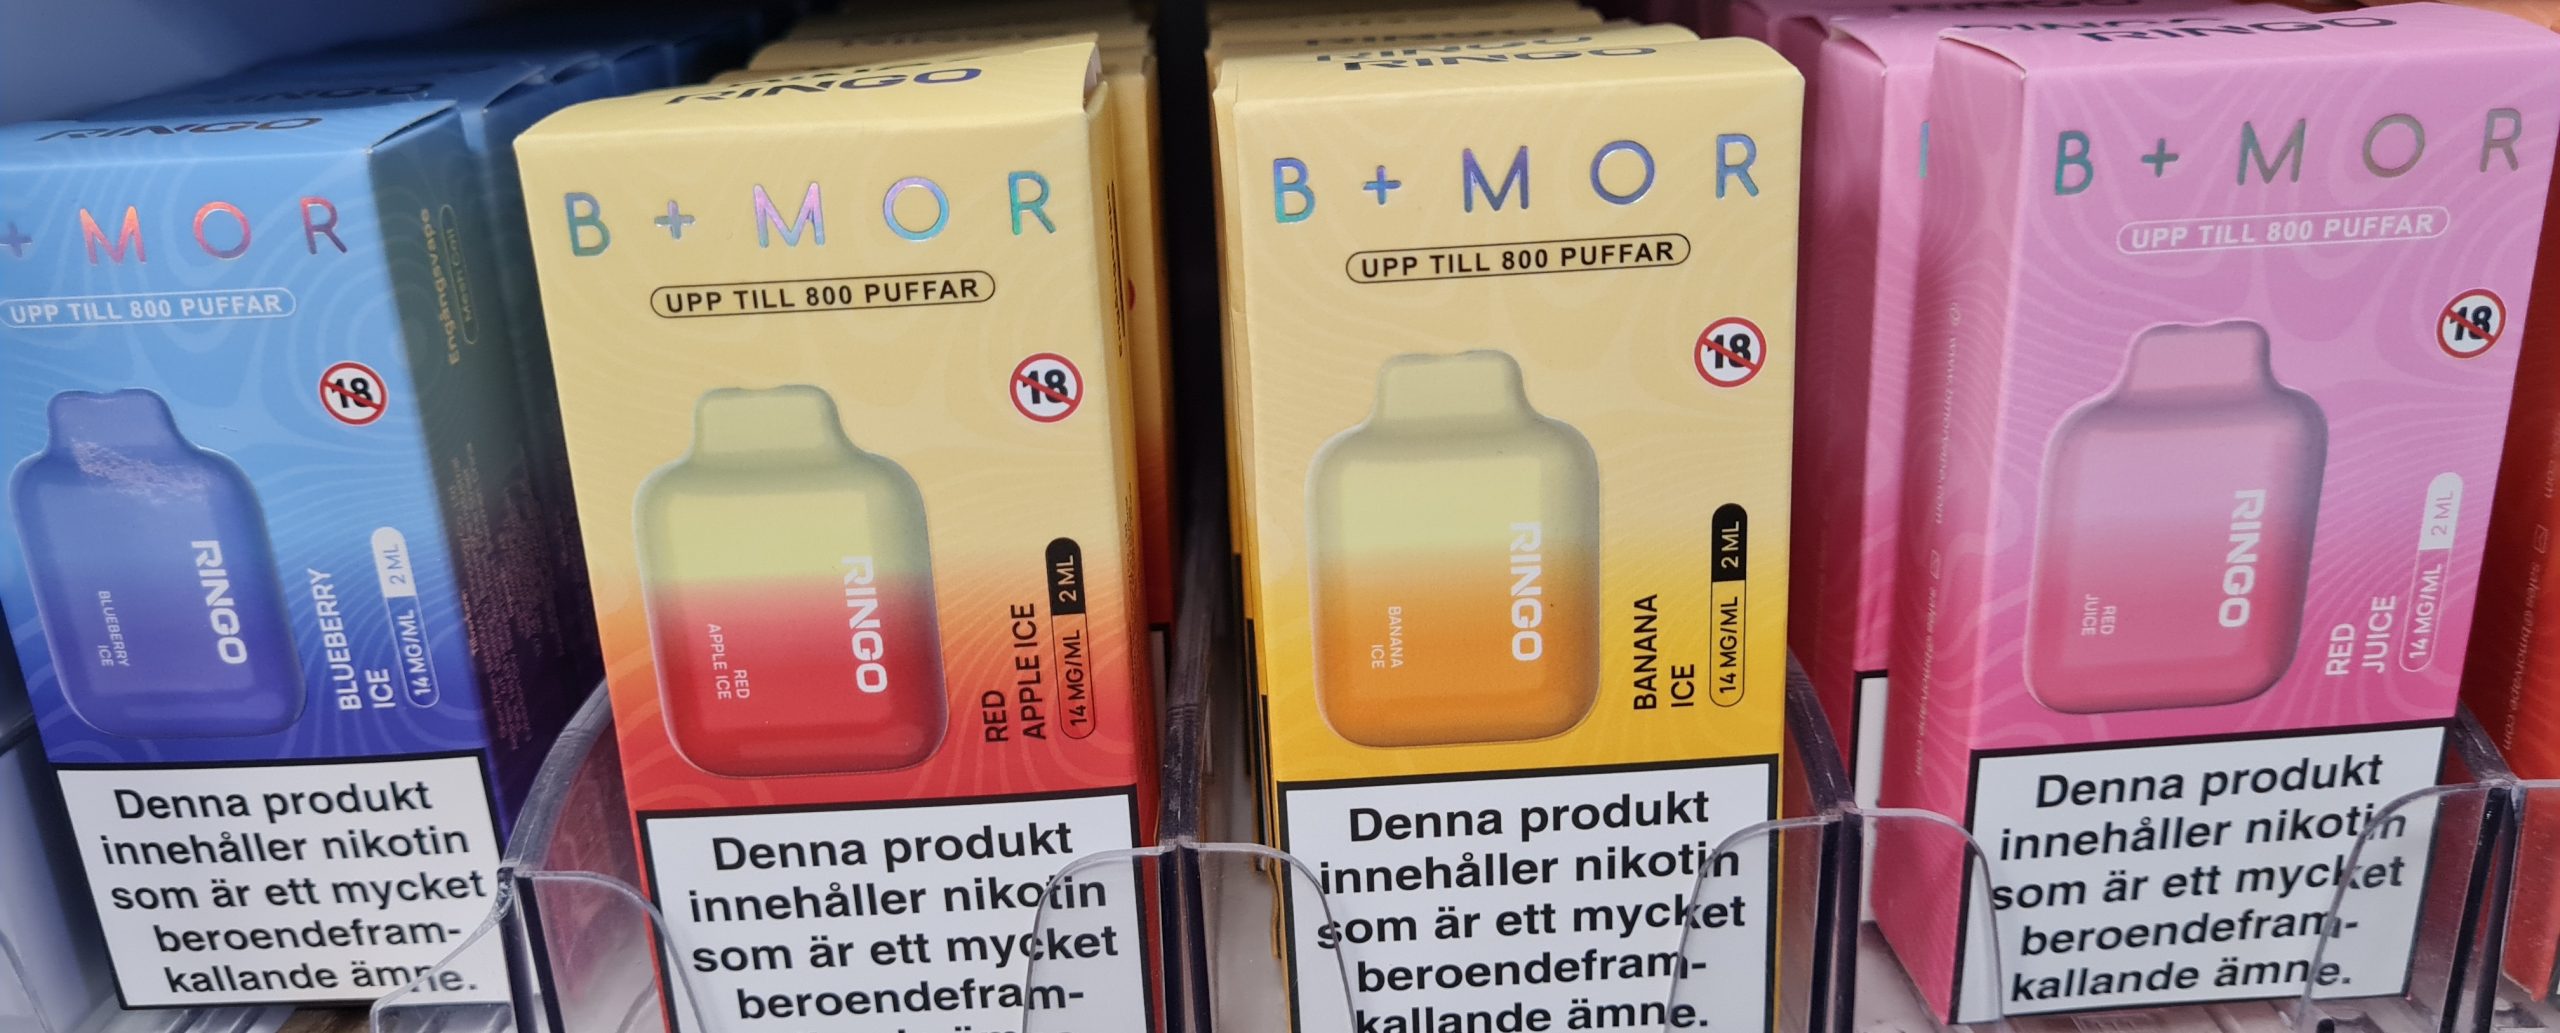 RINGO
+ MOR
UPP TILL 800 PUFFAR
18
RINGO
BLUEBERRY
ICE
BLUEBERRY
ICE
14 MG/ML 2 ML
Denna produkt
innehåller nikotin
som är ett mycket
beroendefram-
kallande ämne.
RINGO
B + MOR
UPP TILL 800 PUFFAR
18
RINGO
RED
APPLE ICE
RED
APPLE ICE
14 MG/ML 2 ML
Denna produkt
innehåller nikotin
som är ett mycket
beroendefram-
RINGO
RINGO
B + MOR
UPP TILL 800 PUFFAR
18
RINGO
BANANA
ICE
BANANA
ICE
14 MG/ML 2 ML
Denna produkt
innehåller nikotin
som är ett mycket
beroendefram-
kallande ämne.
RINGO
RINGO
B + MOR
UPP TILL 800 PUFFAR
18
RINGO
RED
JUICE
RED
JUICE
14 MG/ML 2 ML
Denna produkt
innehåller nikotin
som är ett mycket
beroendefram-
kallande ämne.